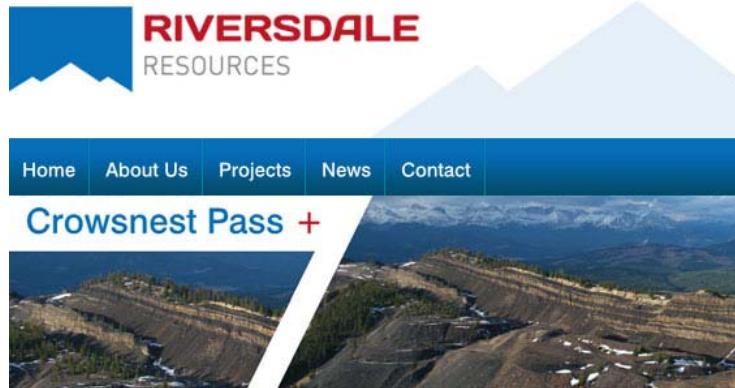 RIVERSDALE
RESOURCES
Home About Us Projects News Contact
Crowsnest Pass +